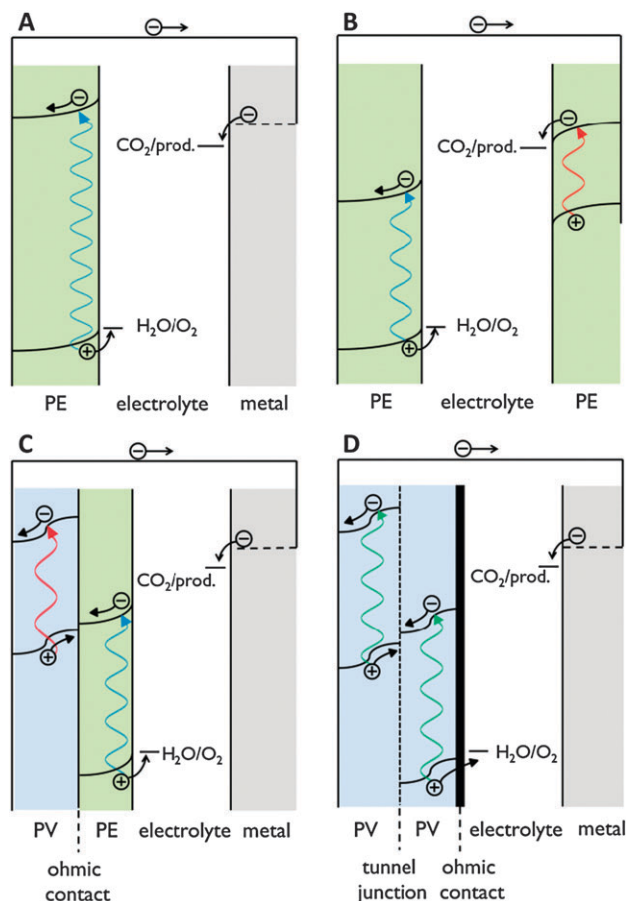 A
CO₂/prod.
H₂O/O₂
PE electrolyte metal
B
CO₂/prod.
H₂O/O₂
PE electrolyte PE
C
CO₂/prod.
H₂O/O₂
PV PE electrolyte metal
ohmic
contact
D
CO₂/prod.
H₂O/O₂
PV PV electrolyte metal
tunnel ohmic
junction contact